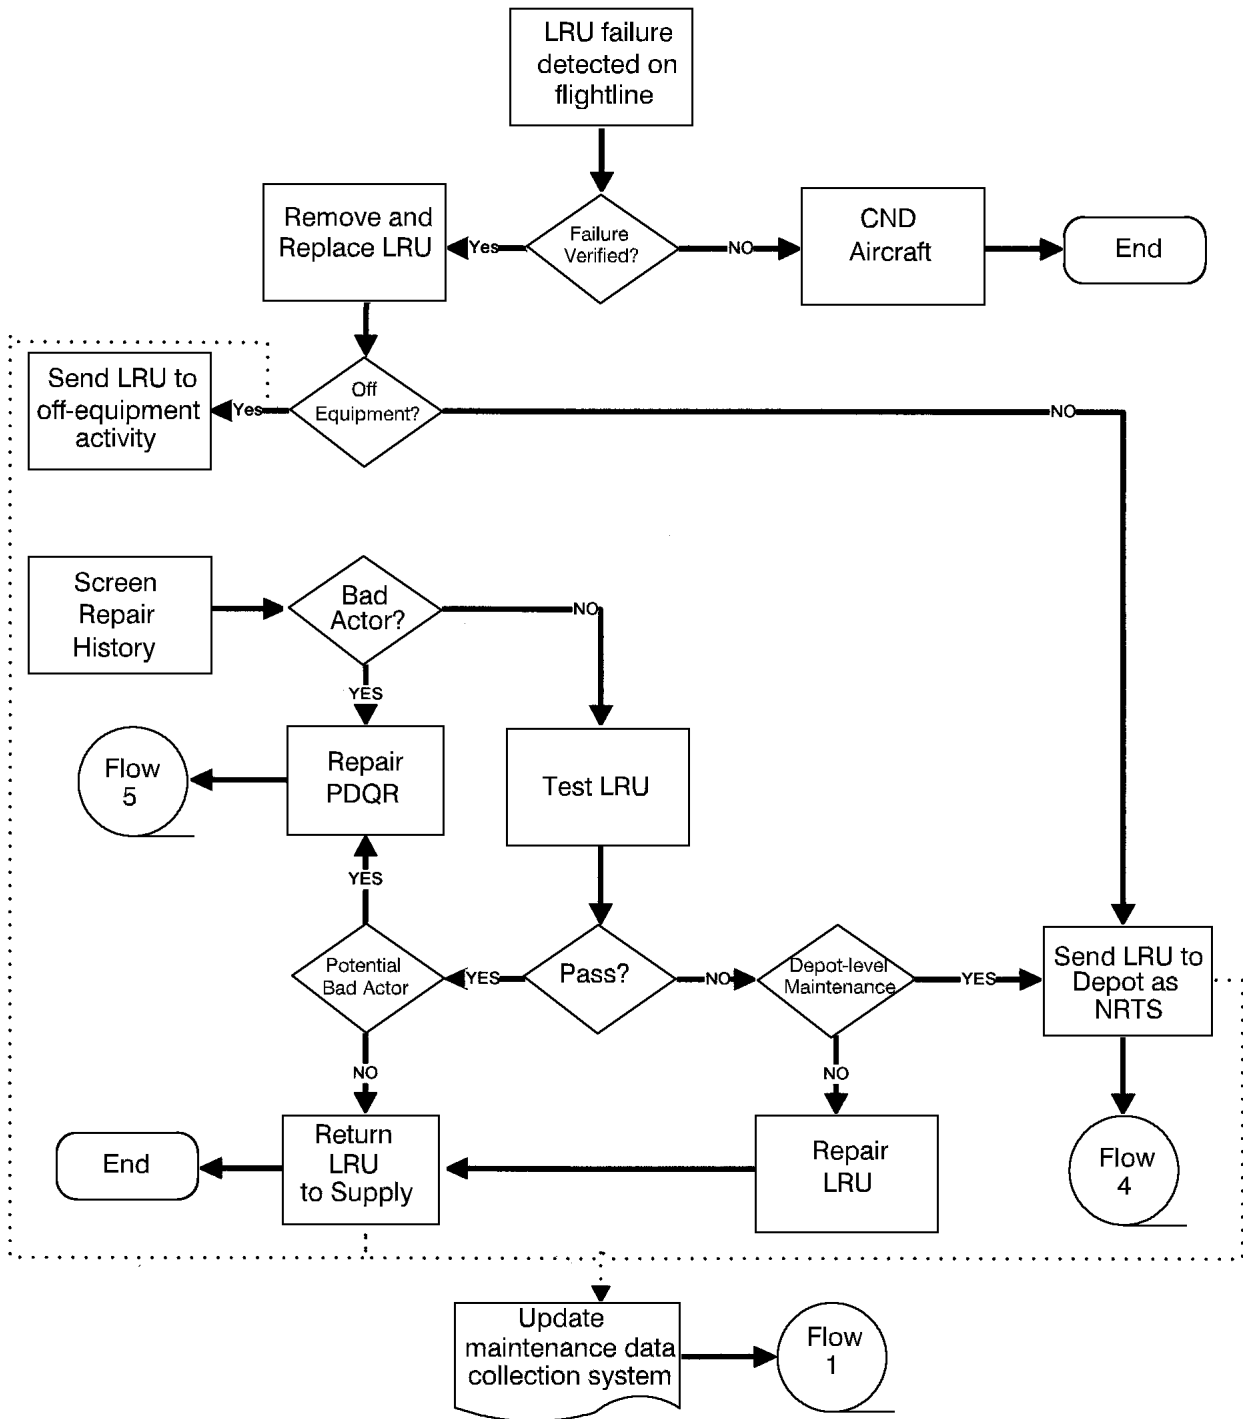 LRU failure
detected on
flightline
Remove and
Replace LRU
Yes
Failure
Verified?
NO
CND
Aircraft
End
Send LRU to
off-equipment
activity
Yes
Off
Equipment?
NO
Screen
Repair
History
Bad
Actor?
NO
YES
Flow
5
Repair
PDQR
Test LRU
YES
Potential
Bad Actor
YES
Pass?
NO
Depot-level
Maintenance
YES
Send LRU to
Depot as
NRTS
NO
NO
End
Return
LRU
to Supply
Repair
LRU
Flow
4
Update
maintenance data
collection system
Flow
1